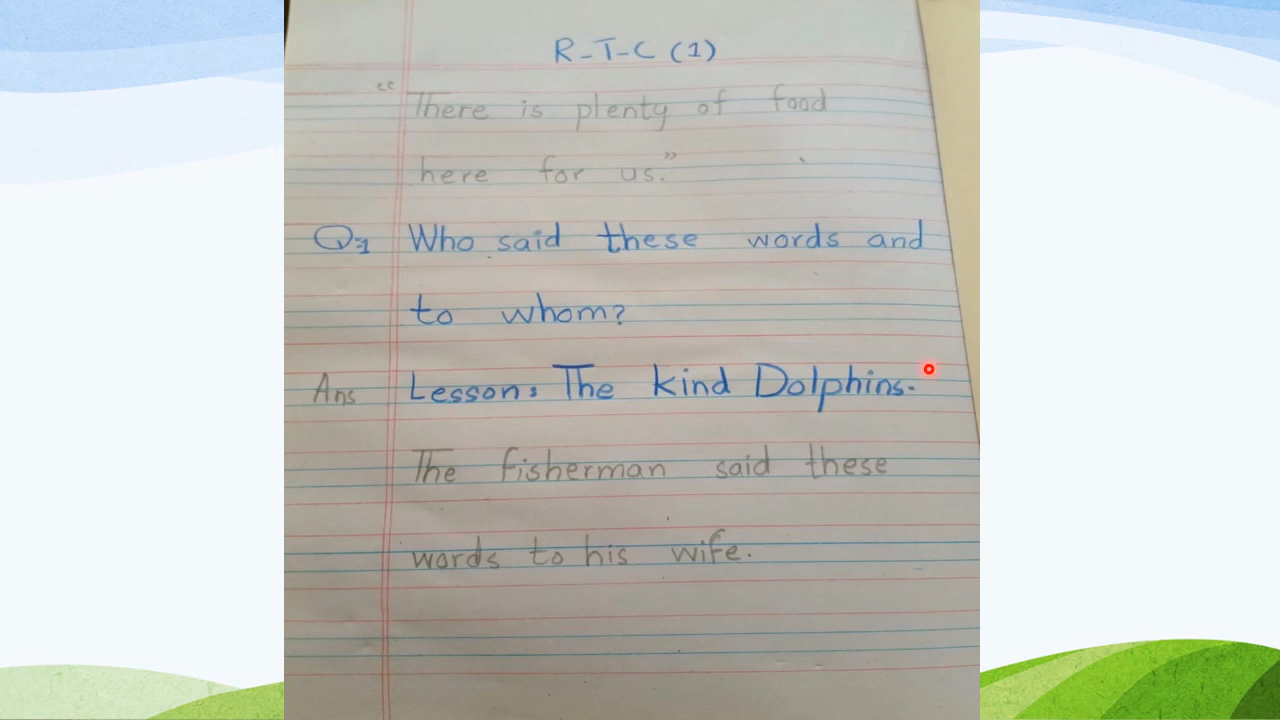 R-T-C (1)
“There is plenty of food
here for us.”
Q1 Who said these words and
to whom?
Ans Lesson: The kind Dolphins.
The fisherman said these
words to his wife.